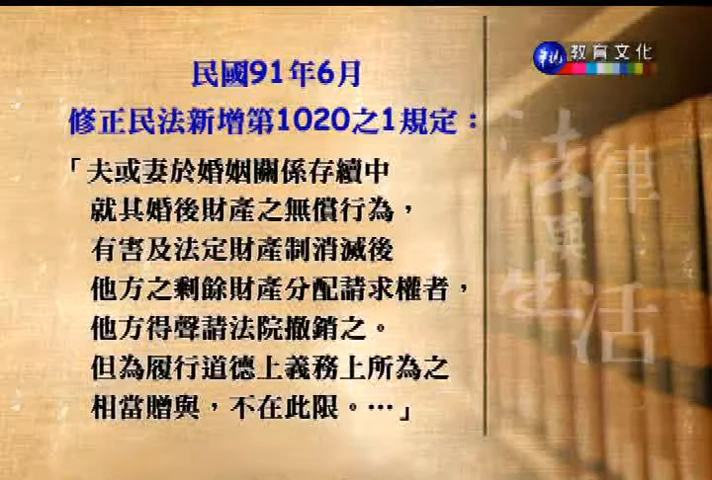 民國91年6月
修正民法新增第1020之1規定：
「夫或妻於婚姻關係存續中
就其婚後財產之無償行為，
有害及法定財產制消滅後
他方之剩餘財產分配請求權者，
他方得聲請法院撤銷之。
但為履行道德上義務上所為之
相當贈與，不在此限。…」
教育文化
法律
與
生活